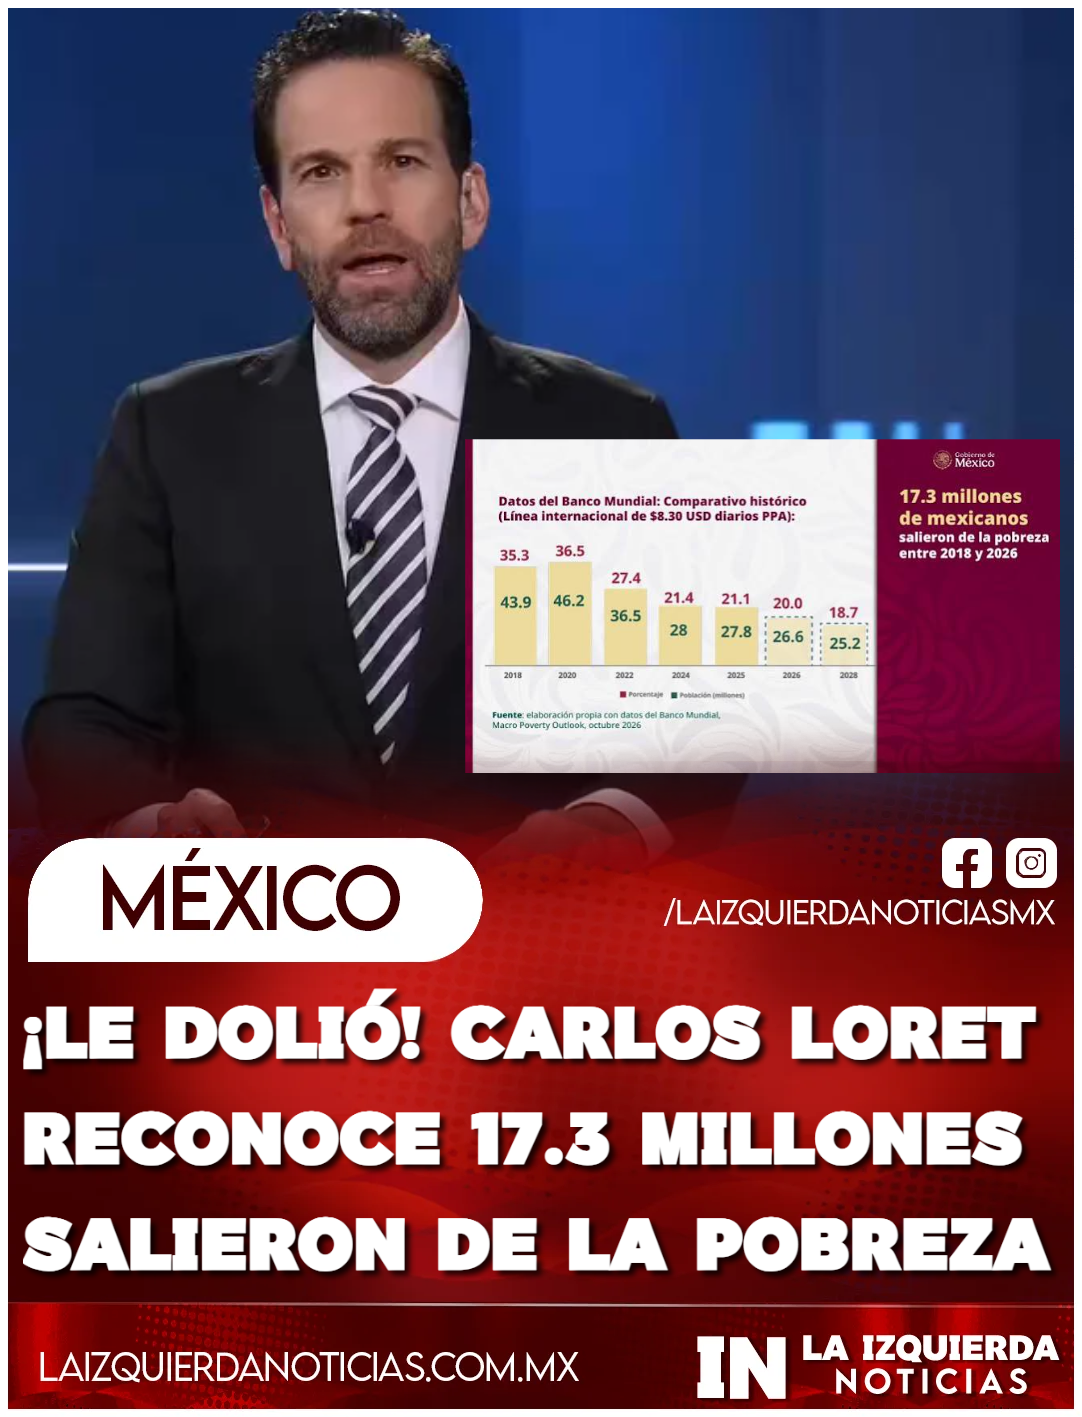 Gobierno de
México
17.3 millones
de mexicanos
salieron de la pobreza
entre 2018 y 2026
Datos del Banco Mundial: Comparativo histórico
(Línea internacional de $8.30 USD diarios PPA):
35.3 36.5 27.4 21.4 21.1 20.0 18.7
43.9 46.2 36.5 28 27.8 26.6 25.2
2018 2020 2022 2024 2025 2026 2028
Porcentaje Población (millones)
Fuente: elaboración propia con datos del Banco Mundial,
Macro Poverty Outlook, octubre 2026
MÉXICO
/LAIZQUIERDANOTICIASMX
¡LE DOLIÓ! CARLOS LORET
RECONOCE 17.3 MILLONES
SALIERON DE LA POBREZA
LAIZQUIERDANOTICIAS.COM.MX
IN LA IZQUIERDA
NOTICIAS